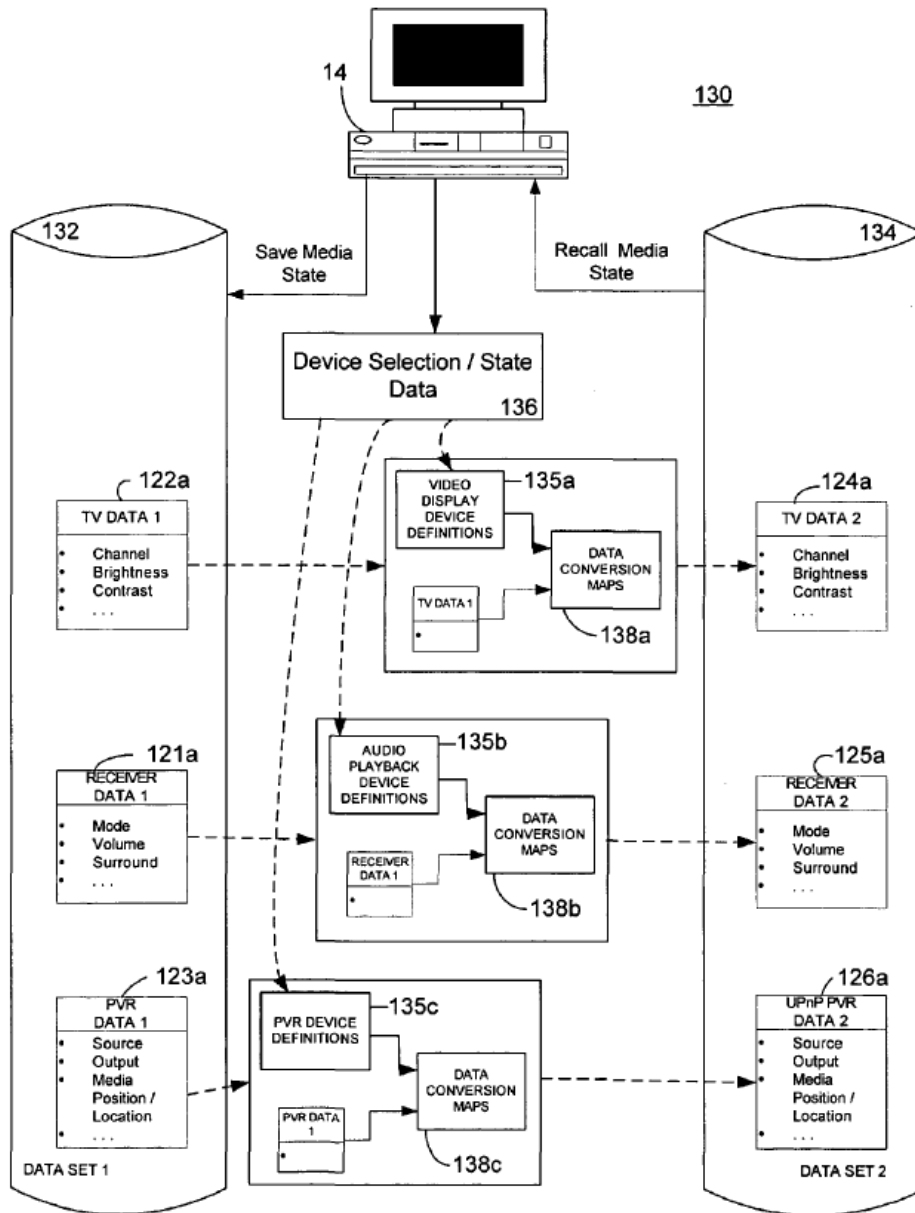 14
130
132
134
Save Media
State
Recall Media
State
Device Selection / State
Data
136
122a
TV DATA 1
• Channel
• Brightness
• Contrast
• . . .
VIDEO
DISPLAY
DEVICE
DEFINITIONS
135a
TV DATA 1
•
DATA
CONVERSION
MAPS
138a
124a
TV DATA 2
• Channel
• Brightness
• Contrast
• . . .
121a
RECEIVER
DATA 1
• Mode
• Volume
• Surround
• . . .
AUDIO
PLAYBACK
DEVICE
DEFINITIONS
135b
RECEIVER
DATA 1
•
DATA
CONVERSION
MAPS
138b
125a
RECEIVER
DATA 2
• Mode
• Volume
• Surround
• . . .
123a
PVR
DATA 1
• Source
• Output
• Media
Position /
Location
• . . .
PVR DEVICE
DEFINITIONS
135c
PVR DATA
1
•
DATA
CONVERSION
MAPS
138c
126a
UPnP PVR
DATA 2
• Source
• Output
• Media
Position /
Location
• . . .
DATA SET 1
DATA SET 2